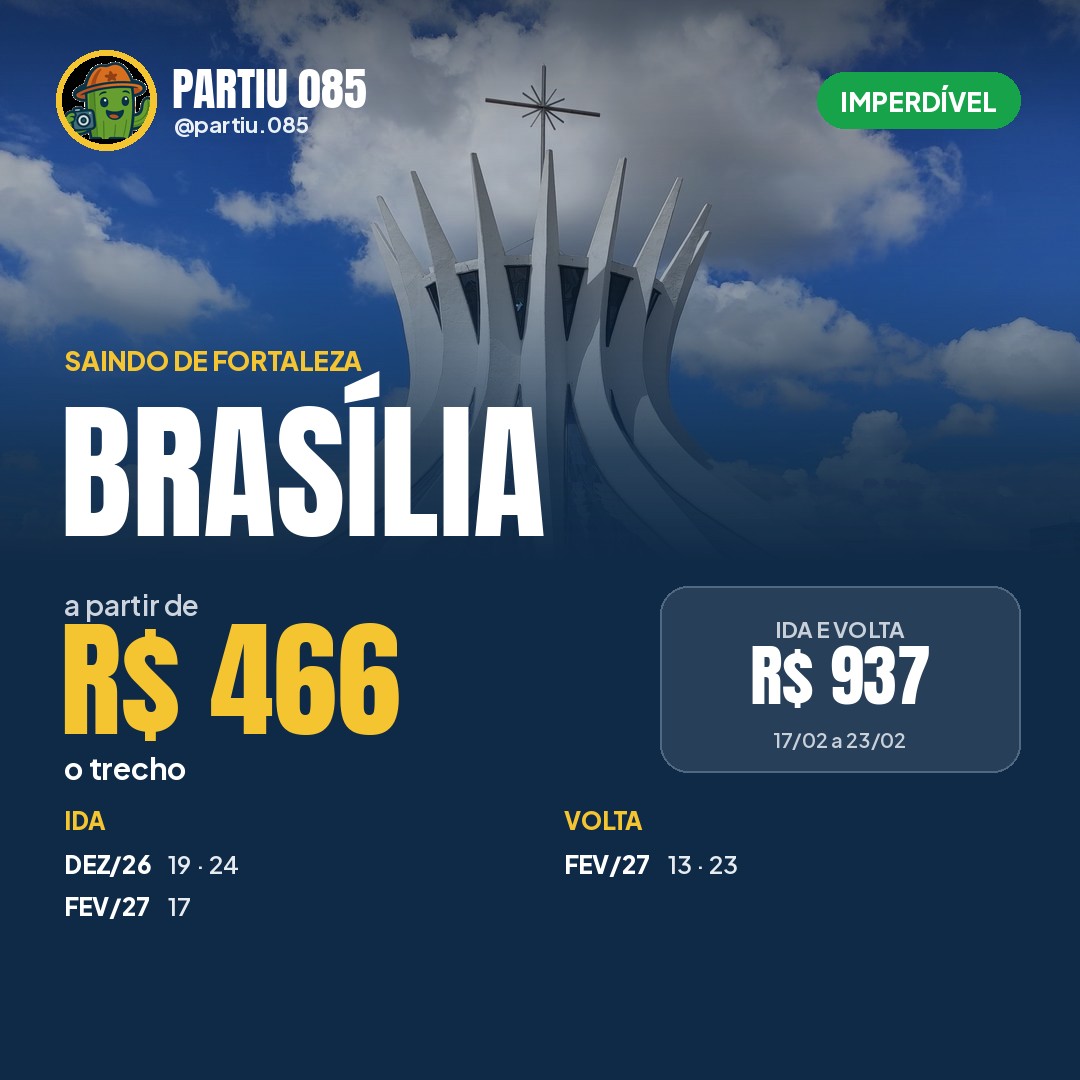 PARTIU 085
@partiu.085
IMPERDÍVEL
SAINDO DE FORTALEZA
BRASÍLIA
a partir de
R$ 466
o trecho
IDA E VOLTA
R$ 937
17/02 a 23/02
IDA
DEZ/26 19 · 24
FEV/27 17
VOLTA
FEV/27 13 · 23